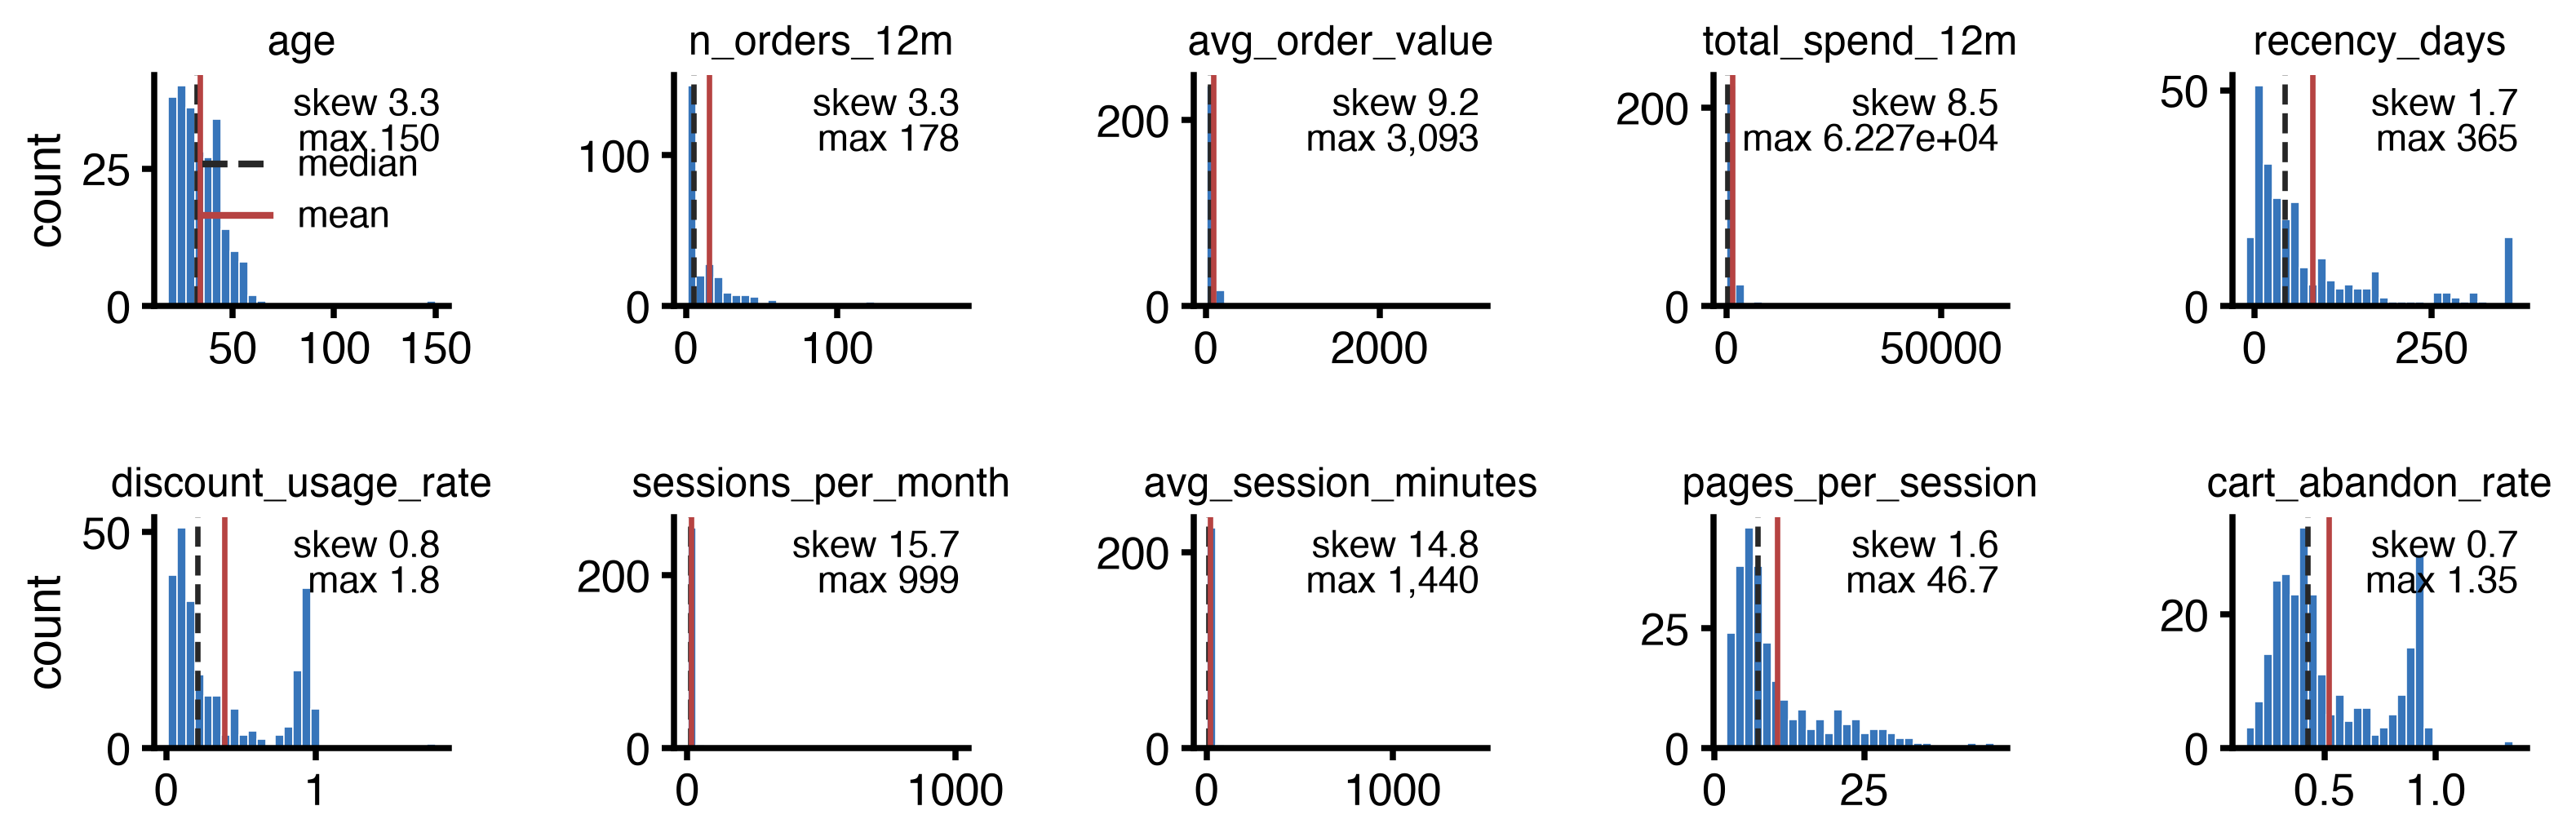 age
n_orders_12m
avg_order_value
total_spend_12m
recency_days
count
25
0
50
100
150
skew 3.3
max 150
median
mean
100
0
0
100
skew 3.3
max 178
200
0
0
2000
skew 9.2
max 3,093
200
0
0
50000
skew 8.5
max 6.227e+04
50
0
0
250
skew 1.7
max 365
discount_usage_rate
sessions_per_month
avg_session_minutes
pages_per_session
cart_abandon_rate
count
50
0
0
1
skew 0.8
max 1.8
200
0
0
1000
skew 15.7
max 999
200
0
0
1000
skew 14.8
max 1,440
25
0
0
25
skew 1.6
max 46.7
20
0
0.5
1.0
skew 0.7
max 1.35